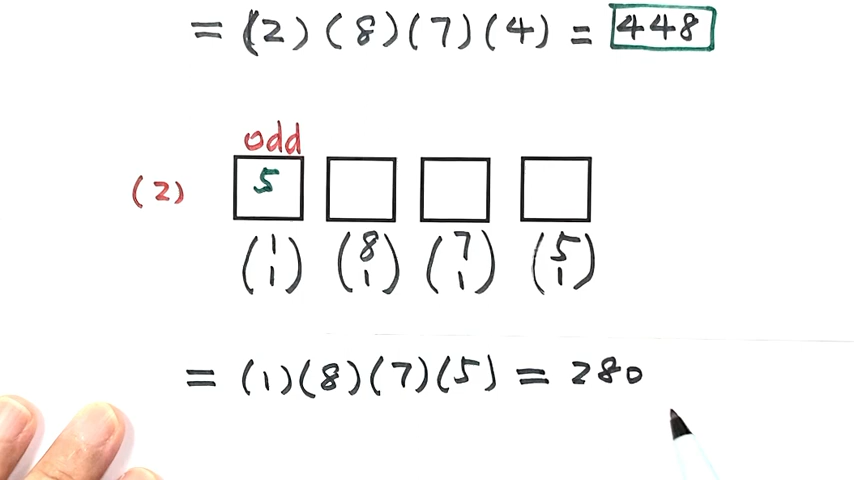 = (2) (8) (7) (4) = 448
odd
(2) 5
(1 1) (8 1) (7 1) (5 1)
= (1) (8) (7) (5) = 280